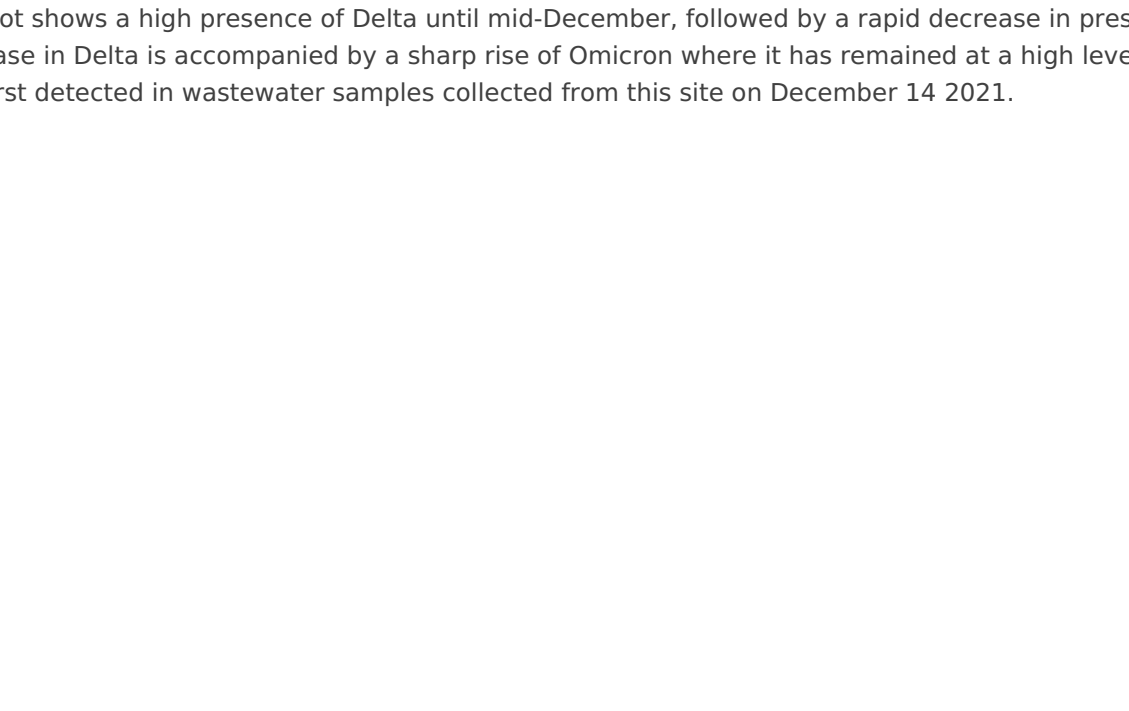 ot shows a high presence of Delta until mid-December, followed by a rapid decrease in pres
ase in Delta is accompanied by a sharp rise of Omicron where it has remained at a high leve
rst detected in wastewater samples collected from this site on December 14 2021.